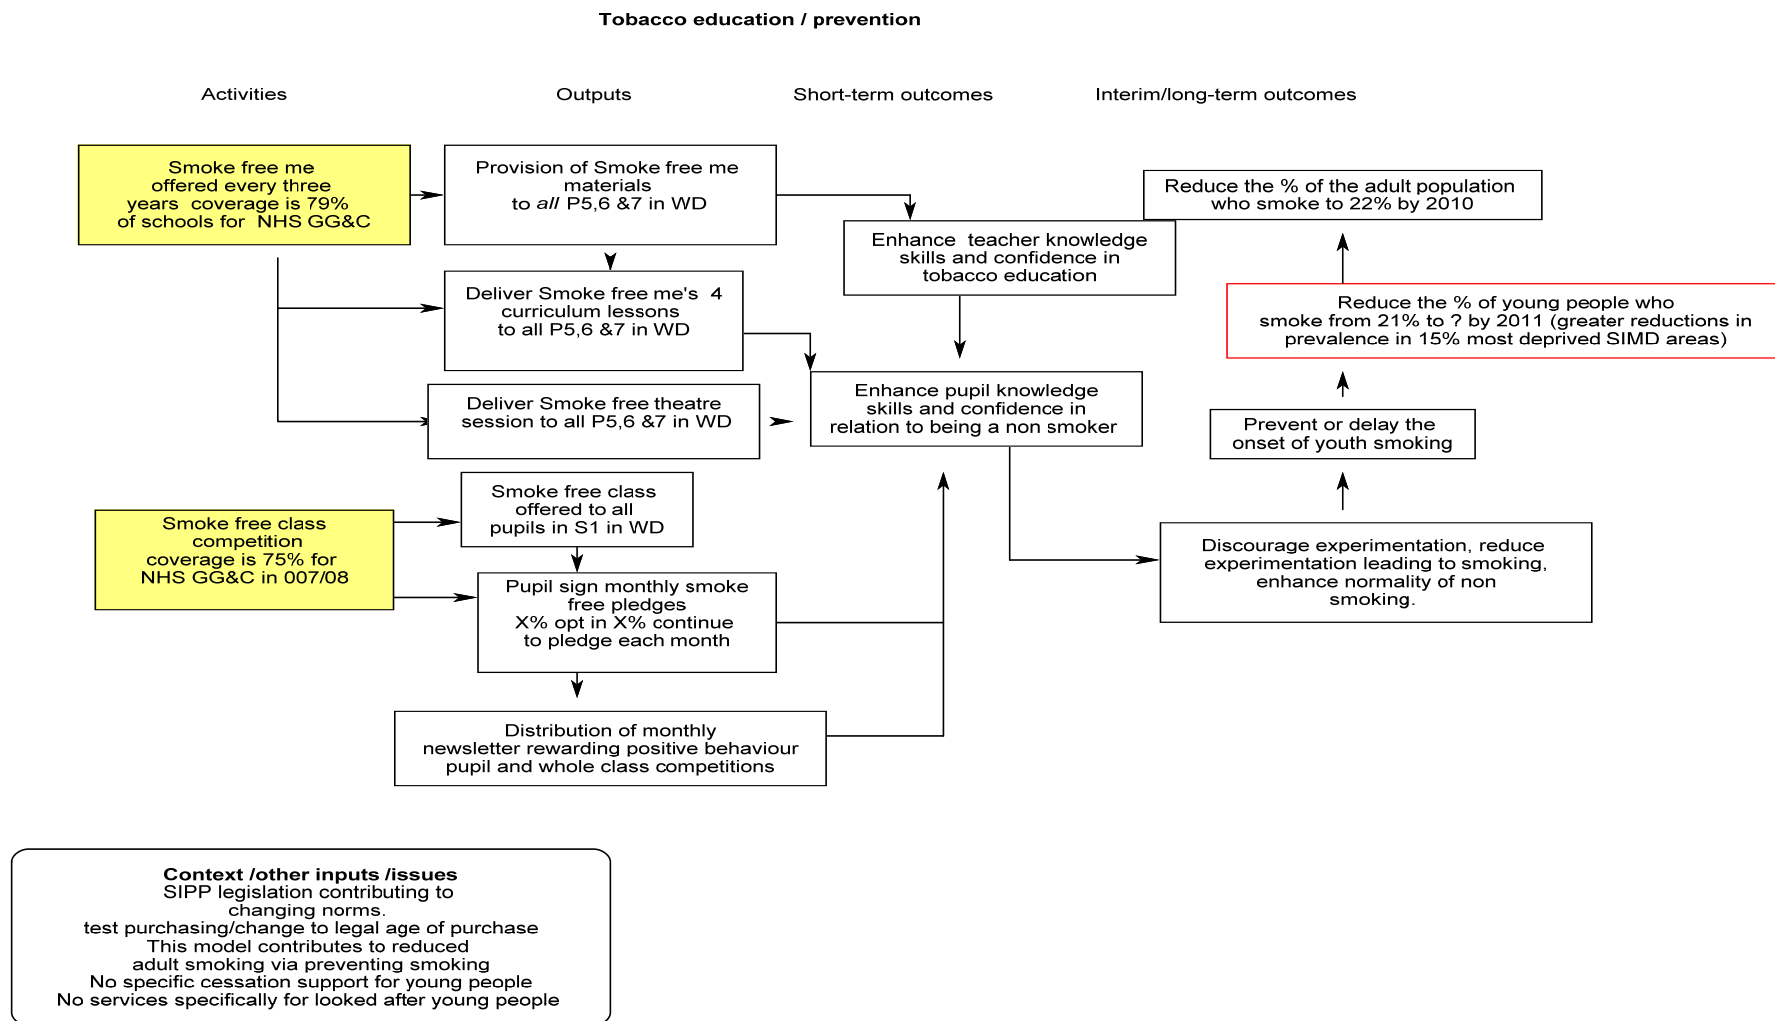 Tobacco education / prevention
Activities
Outputs
Short-term outcomes
Interim/long-term outcomes
Smoke free me
offered every three
years coverage is 79%
of schools for NHS GG&C
Provision of Smoke free me
materials
to all P5,6 &7 in WD
Reduce the % of the adult population
who smoke to 22% by 2010
Enhance teacher knowledge
skills and confidence in
tobacco education
Deliver Smoke free me's 4
curriculum lessons
to all P5,6 &7 in WD
Reduce the % of young people who
smoke from 21% to ? by 2011 (greater reductions in
prevalence in 15% most deprived SIMD areas)
Deliver Smoke free theatre
session to all P5,6 &7 in WD
Enhance pupil knowledge
skills and confidence in
relation to being a non smoker
Prevent or delay the
onset of youth smoking
Smoke free class
competition
coverage is 75% for
NHS GG&C in 007/08
Smoke free class
offered to all
pupils in S1 in WD
Discourage experimentation, reduce
experimentation leading to smoking,
enhance normality of non
smoking.
Pupil sign monthly smoke
free pledges
X% opt in X% continue
to pledge each month
Distribution of monthly
newsletter rewarding positive behaviour
pupil and whole class competitions
Context /other inputs /issues
SIPP legislation contributing to
changing norms.
test purchasing/change to legal age of purchase
This model contributes to reduced
adult smoking via preventing smoking
No specific cessation support for young people
No services specifically for looked after young people